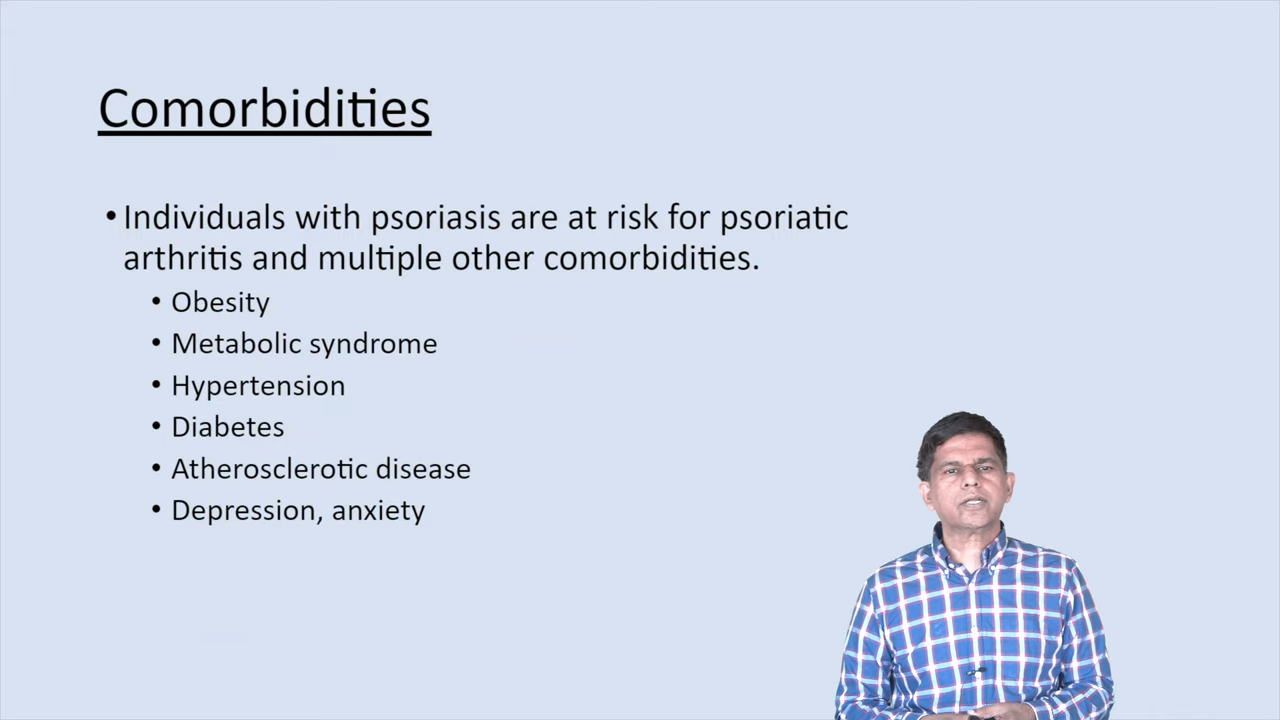 Comorbidities
• Individuals with psoriasis are at risk for psoriatic
arthritis and multiple other comorbidities.
• Obesity
• Metabolic syndrome
• Hypertension
• Diabetes
• Atherosclerotic disease
• Depression, anxiety